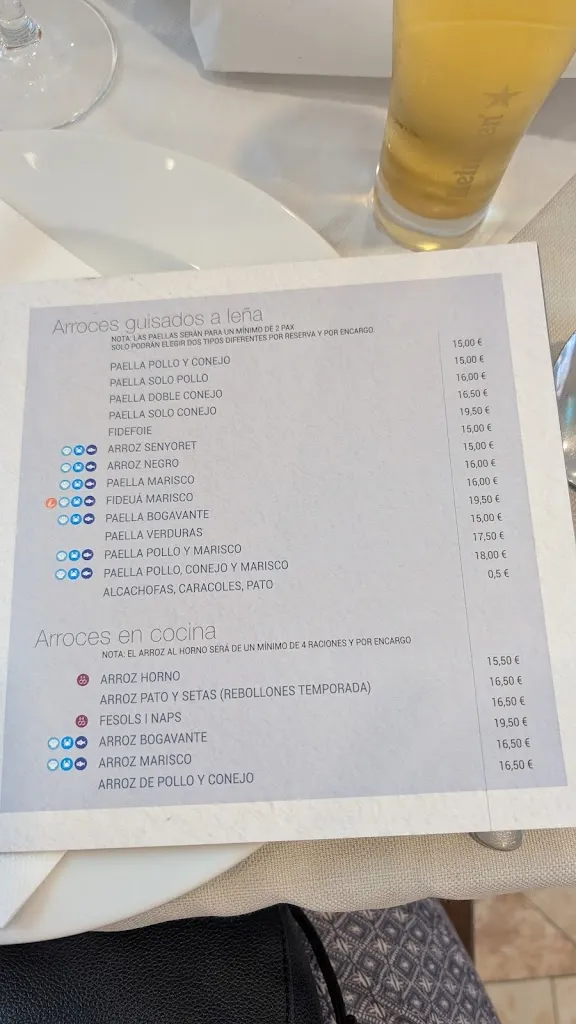 Arroces guisados a leña
NOTA: LAS PAELLAS SERÁN PARA UN MÍNIMO DE 2 PAX
SOLO PODRÁN ELEGIR DOS TIPOS DIFERENTES POR RESERVA Y POR ENCARGO
PAELLA POLLO Y CONEJO 15,00 €
PAELLA SOLO POLLO 15,00 €
PAELLA DOBLE CONEJO 16,00 €
PAELLA SOLO CONEJO 16,50 €
FIDEFOIE 19,50 €
ARROZ SENYORET 15,00 €
ARROZ NEGRO 15,00 €
PAELLA MARISCO 16,00 €
FIDEUÁ MARISCO 16,00 €
PAELLA BOGAVANTE 19,50 €
PAELLA VERDURAS 15,00 €
PAELLA POLLO Y MARISCO 17,50 €
PAELLA POLLO, CONEJO Y MARISCO 18,00 €
ALCACHOFAS, CARACOLES, PATO 0,5 €
Arroces en cocina
NOTA: EL ARROZ AL HORNO SERÁ DE UN MÍNIMO DE 4 RACIONES Y POR ENCARGO
ARROZ HORNO 15,50 €
ARROZ PATO Y SETAS (REBOLLONES TEMPORADA) 16,50 €
FESOLS I NAPS 16,50 €
ARROZ BOGAVANTE 19,50 €
ARROZ MARISCO 16,50 €
ARROZ DE POLLO Y CONEJO 16,50 €